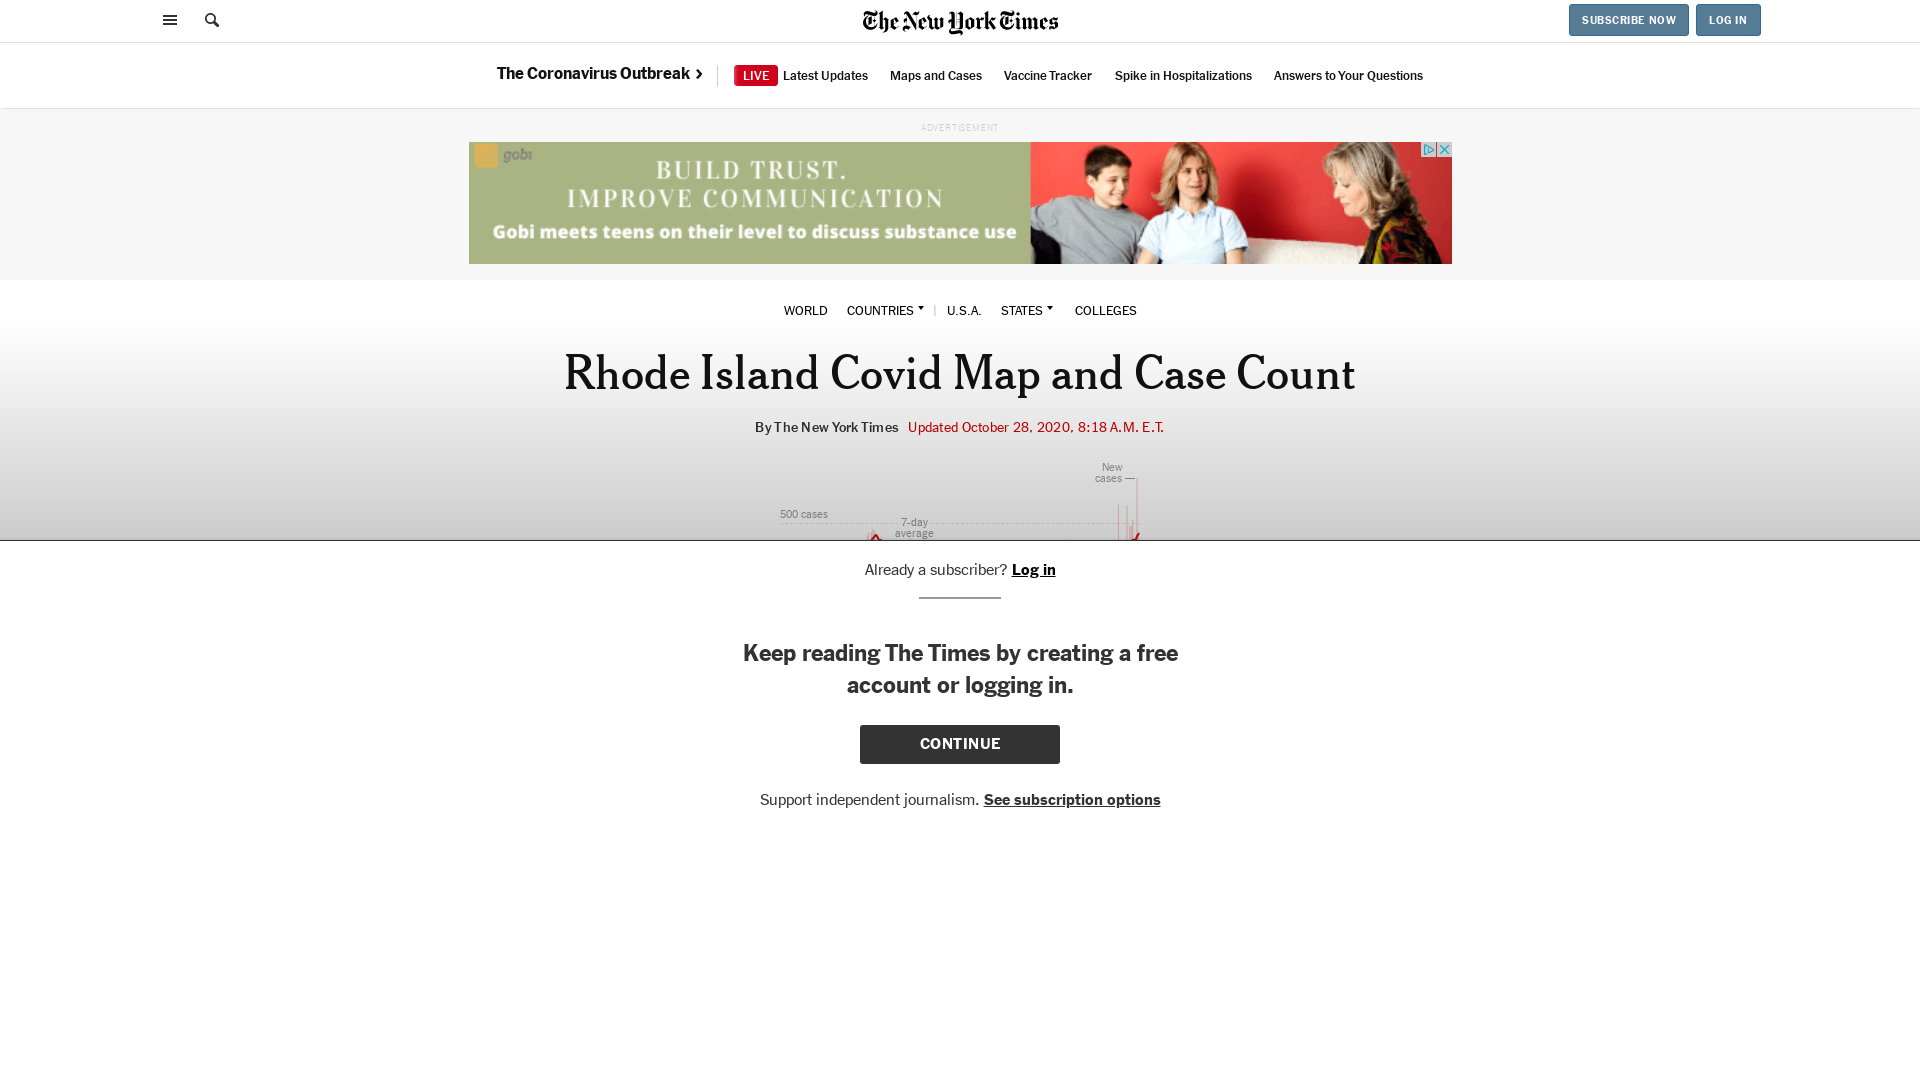 The New York Times
SUBSCRIBE NOW
LOG IN
The Coronavirus Outbreak
LIVE Latest Updates
Maps and Cases
Vaccine Tracker
Spike in Hospitalizations
Answers to Your Questions
ADVERTISEMENT
gobi
BUILD TRUST.
IMPROVE COMMUNICATION
Gobi meets teens on their level to discuss substance use
WORLD COUNTRIES | U.S.A. STATES COLLEGES
Rhode Island Covid Map and Case Count
By The New York Times Updated October 28, 2020, 8:18 A.M. E.T.
New
cases
500 cases
7-day
average
Already a subscriber? Log in
Keep reading The Times by creating a free
account or logging in.
CONTINUE
Support independent journalism. See subscription options